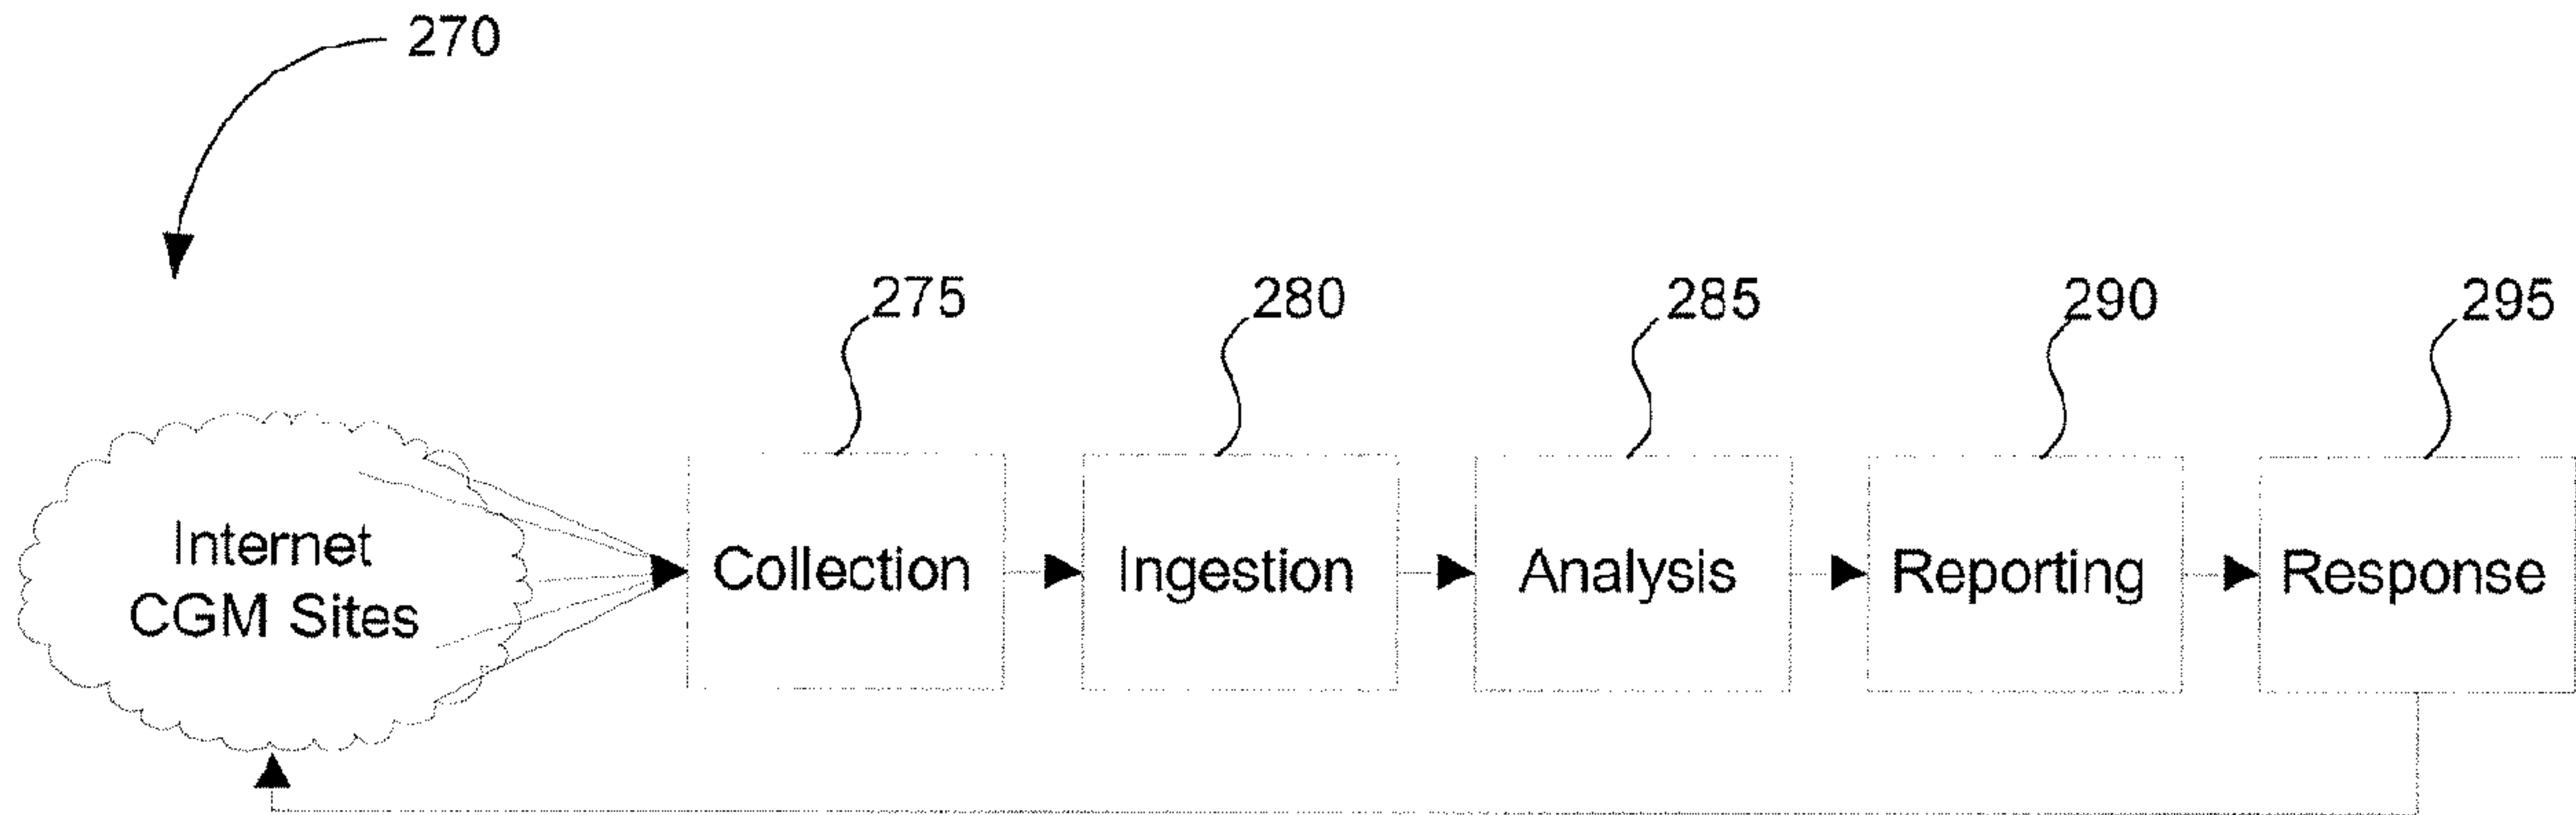 270
275
280
285
290
295
Internet
CGM Sites
Collection
Ingestion
Analysis
Reporting
Response